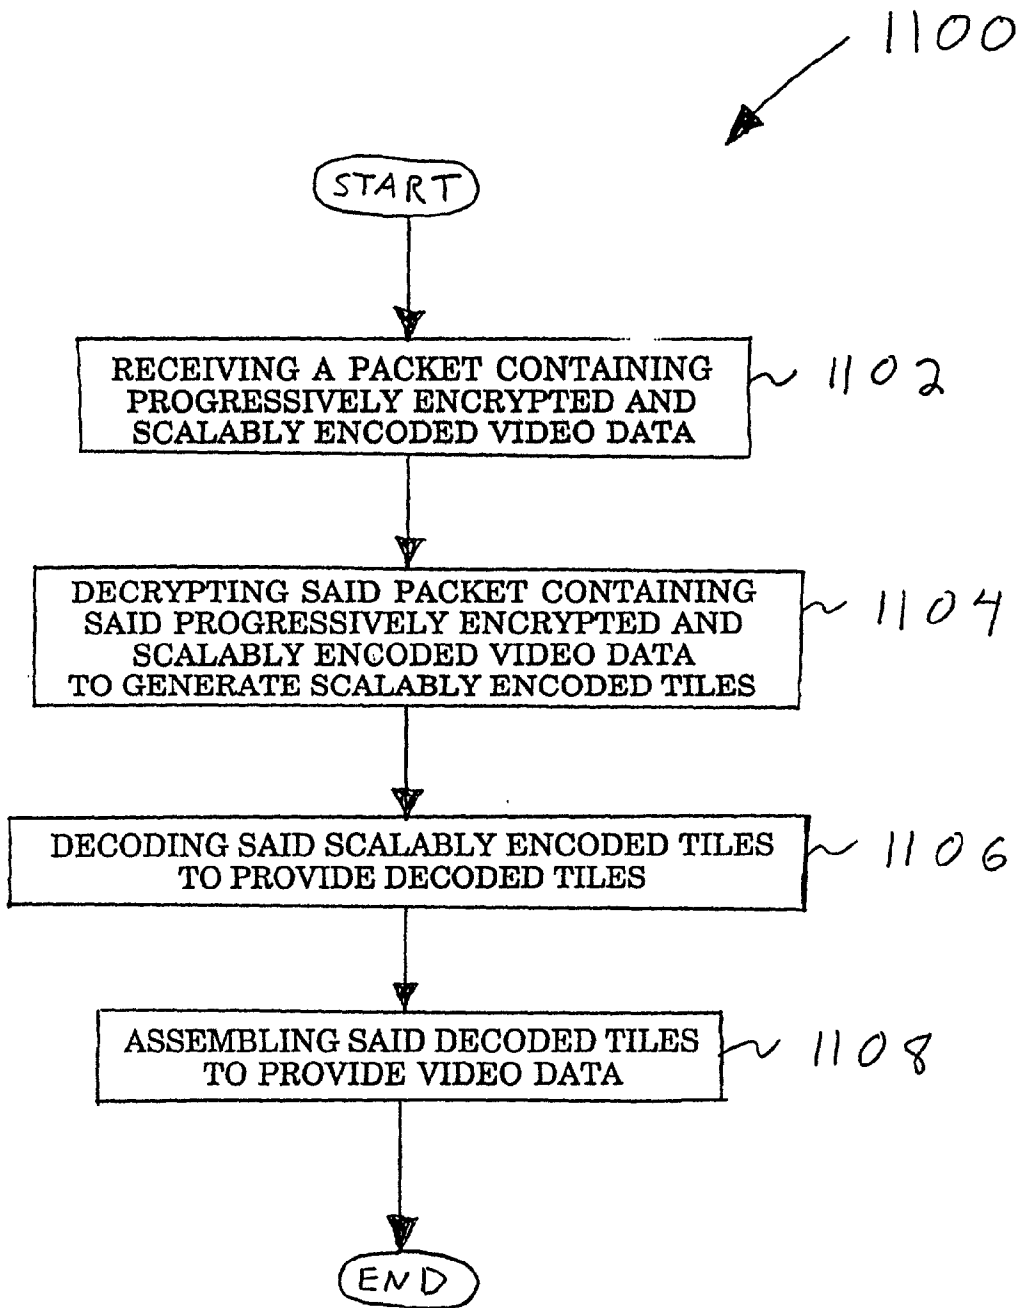 1100
START
RECEIVING A PACKET CONTAINING
PROGRESSIVELY ENCRYPTED AND
SCALABLY ENCODED VIDEO DATA
1102
DECRYPTING SAID PACKET CONTAINING
SAID PROGRESSIVELY ENCRYPTED AND
SCALABLY ENCODED VIDEO DATA
TO GENERATE SCALABLY ENCODED TILES
1104
DECODING SAID SCALABLY ENCODED TILES
TO PROVIDE DECODED TILES
1106
ASSEMBLING SAID DECODED TILES
TO PROVIDE VIDEO DATA
1108
END